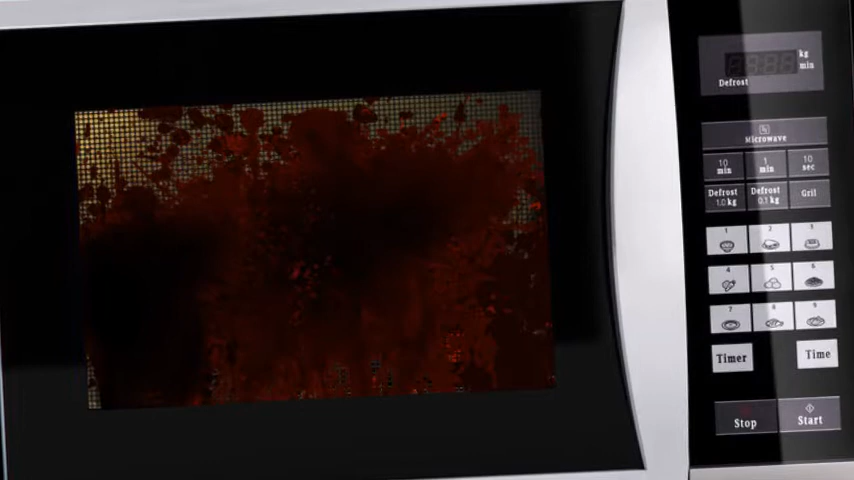 kg
min
Defrost
Microwave
10 min
1 min
10 sec
Defrost 1.0 kg
Defrost 0.1 kg
Gril
1
2
3
4
5
6
7
8
9
Timer
Time
Stop
Start